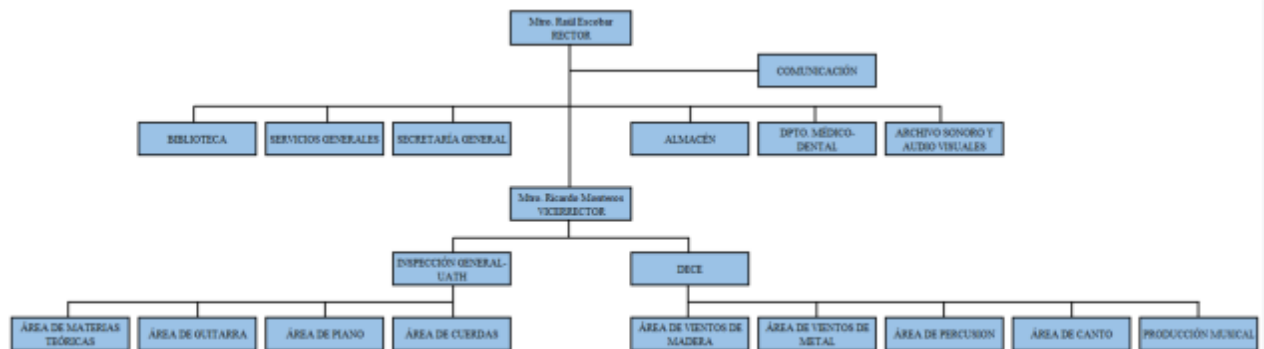 Mtro. Raúl Escobar
RECTOR
COMUNICACIÓN
BIBLIOTECA
SERVICIOS GENERALES
SECRETARÍA GENERAL
ALMACÉN
DPTO. MÉDICO-
DENTAL
ARCHIVO SONORO Y
AUDIO VISUALES
Mtro. Ricardo Monteros
VICERRECTOR
INSPECCIÓN GENERAL-
UATH
DECE
ÁREA DE MATERIAS
TEÓRICAS
ÁREA DE GUITARRA
ÁREA DE PIANO
ÁREA DE CUERDAS
ÁREA DE VIENTOS DE
MADERA
ÁREA DE VIENTOS DE
METAL
ÁREA DE PERCUSION
ÁREA DE CANTO
PRODUCCIÓN MUSICAL